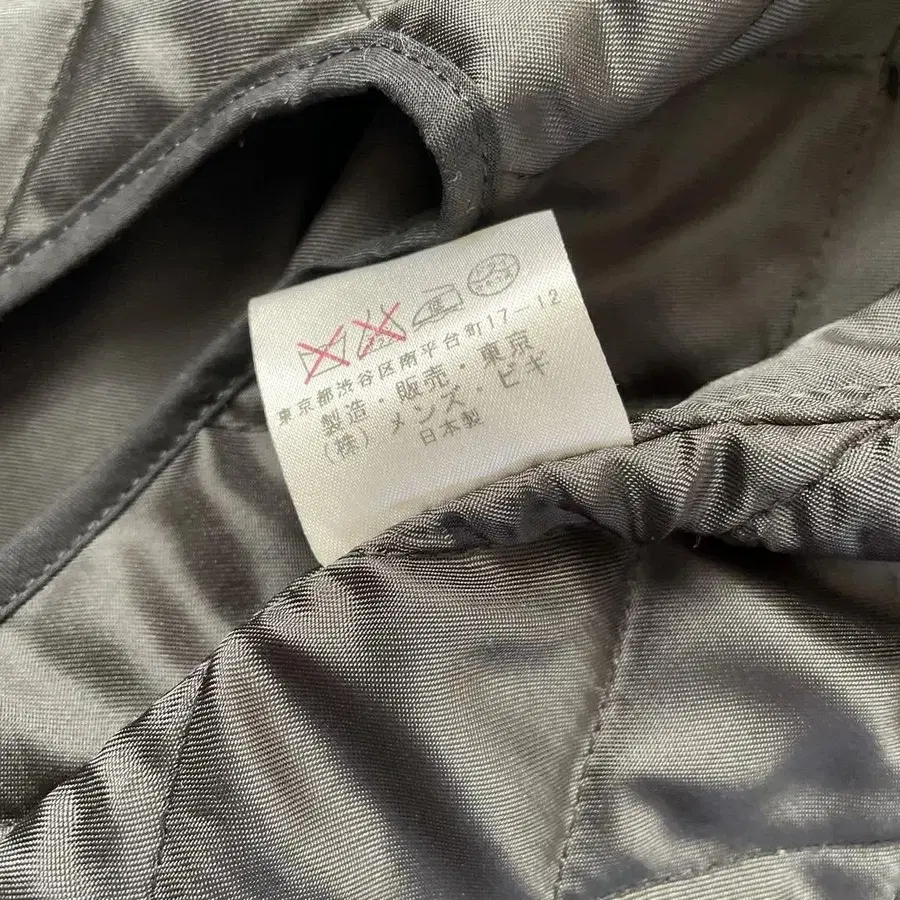 東京都渋谷区南平台町17-12
製造・販売・東京
(株) メンズ・ビギ
日本製